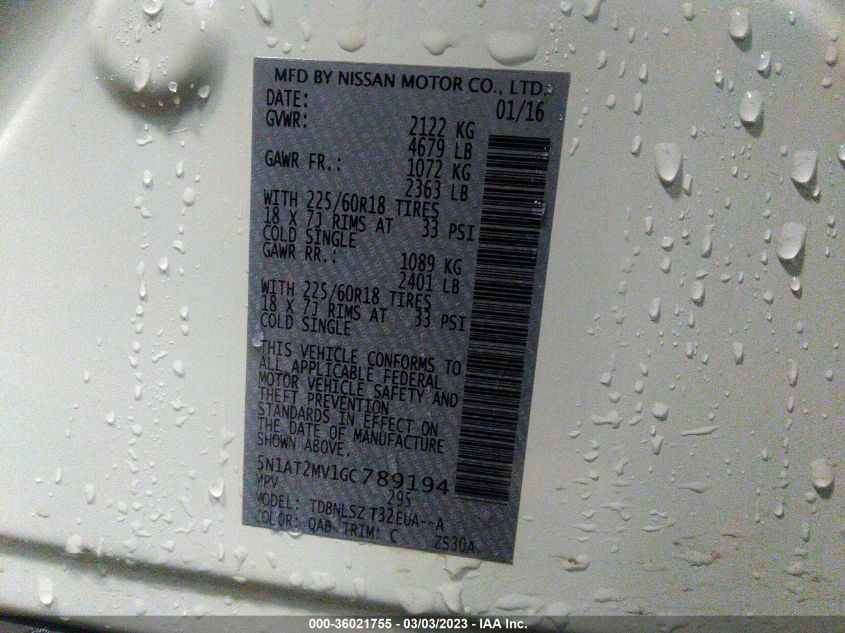 MFD BY NISSAN MOTOR CO., LTD.
DATE: 01/16
GVWR: 2122 KG
4679 LB
GAWR FR.: 1072 KG
2363 LB
WITH 225/60R18 TIRES
18 X 7J RIMS AT 33 PSI
COLD SINGLE
GAWR RR.: 1089 KG
2401 LB
WITH 225/60R18 TIRES
18 X 7J RIMS AT 33 PSI
COLD SINGLE
THIS VEHICLE CONFORMS TO
ALL APPLICABLE FEDERAL
MOTOR VEHICLE SAFETY AND
THEFT PREVENTION
STANDARDS IN EFFECT ON
THE DATE OF MANUFACTURE
SHOWN ABOVE.
5N1AT2MV1GC789194
MPV 295
MODEL: TDBNLSZ T32EUA--A
COLOR: QAB TRIM: C ZS30A
000-36021755 - 03/03/2023 - IAA Inc.